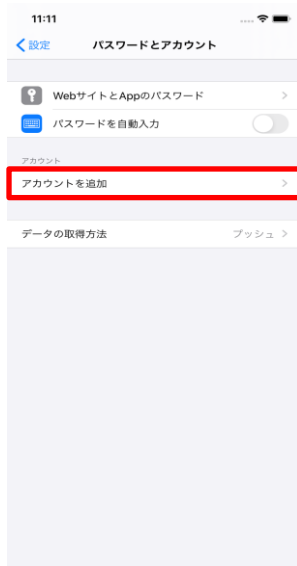 11:11
設定 パスワードとアカウント
WebサイトとAppのパスワード
パスワードを自動入力
アカウント
アカウントを追加
データの取得方法 プッシュ